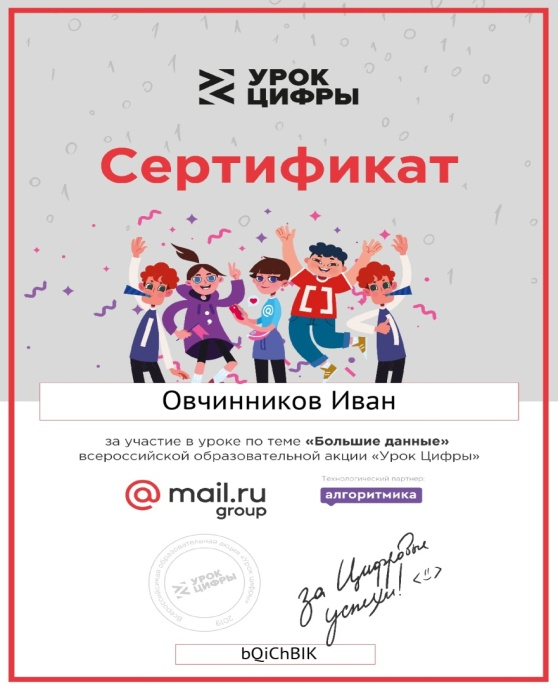 УРОК
ЦИФРЫ
Сертификат
Овчинников Иван
за участие в уроке по теме «Большие данные»
всероссийской образовательной акции «Урок Цифры»
@mail.ru
group
Технологический партнер
алгоритмика
Всероссийская образовательная акция «Урок цифры»
УРОК
ЦИФРЫ
2019
за Цифровые
успехи! <:)>
bQiChBIK